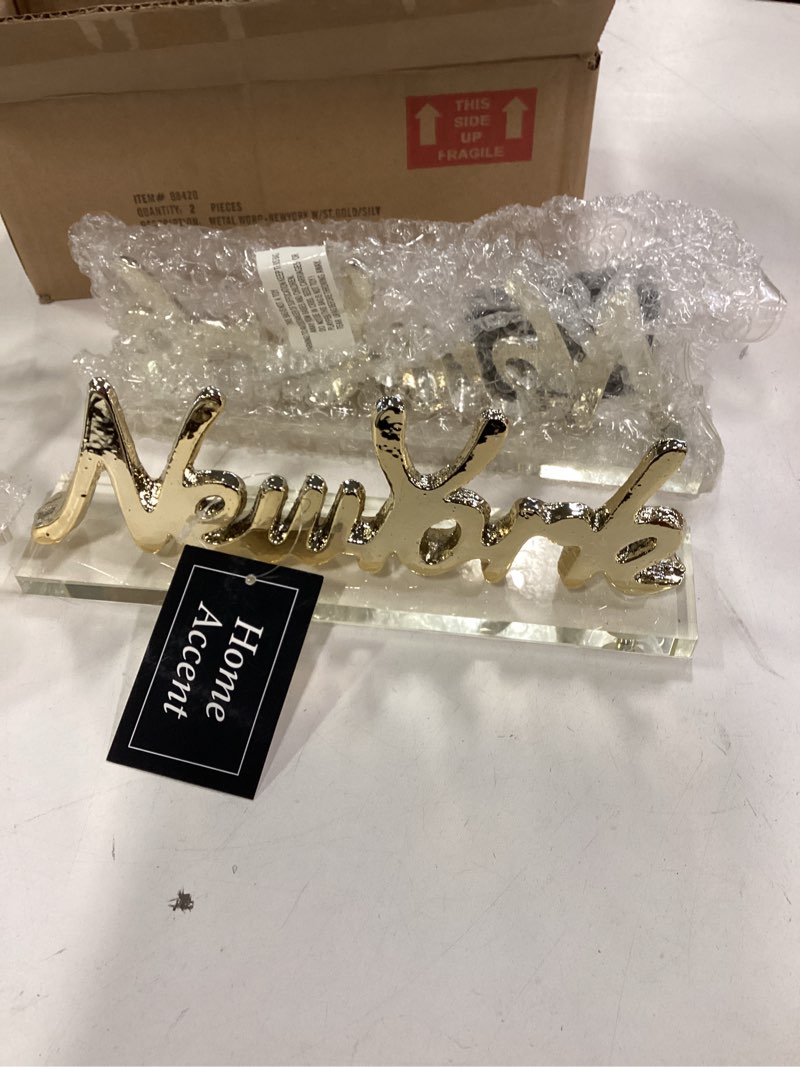 THIS
SIDE
UP
FRAGILE
ITEM# 88420
QUANTITY: 2 PIECES
DESCRIPTION METAL WORD-NEWYORK W/ST.GOLD/SILV
New York
Home
Accent